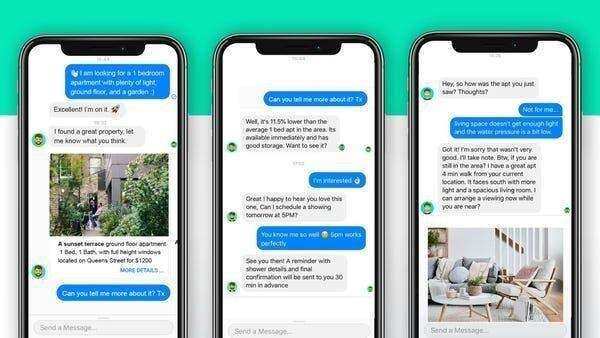 👋 I am looking for a 1 bedroom
apartment with plenty of light,
ground floor, and a garden :)
Excellent! I'm on it. 🚀
I found a great property, let
me know what you think.
A sunset terrace ground floor apartment
1 Bed, 1 Bath, with full height windows
located on Queens Street for $1200
MORE DETAILS...
Can you tell me more about it? Tx
Send a Message...
Can you tell me more about it? Tx
Well, it's 11.5% lower than the
average 1 bed apt in the area. Its
available immediately and has
good storage. Want to see it?
I'm interested 👌
Great I happy to hear you love this
one, Can I schedule a showing
tomorrow at 5PM?
You know me so well 😂 5pm works
perfectly
See you then! A reminder with
shower details and final
confirmation will be sent to you 30
min in advance
Send a Message...
Hey, so how was the apt you just
saw? Thoughts?
Not for me...
living space doesn't get enough light
and the water pressure is a bit low.
Got it! I'm sorry that wasn't very
good. I'll take note. Btw, if you are
still in the area? I have a great apt
4 min walk from your current
location. It faces south with more
light and a spacious living room. I
can arrange a viewing now while
you are near?
Send a Message...